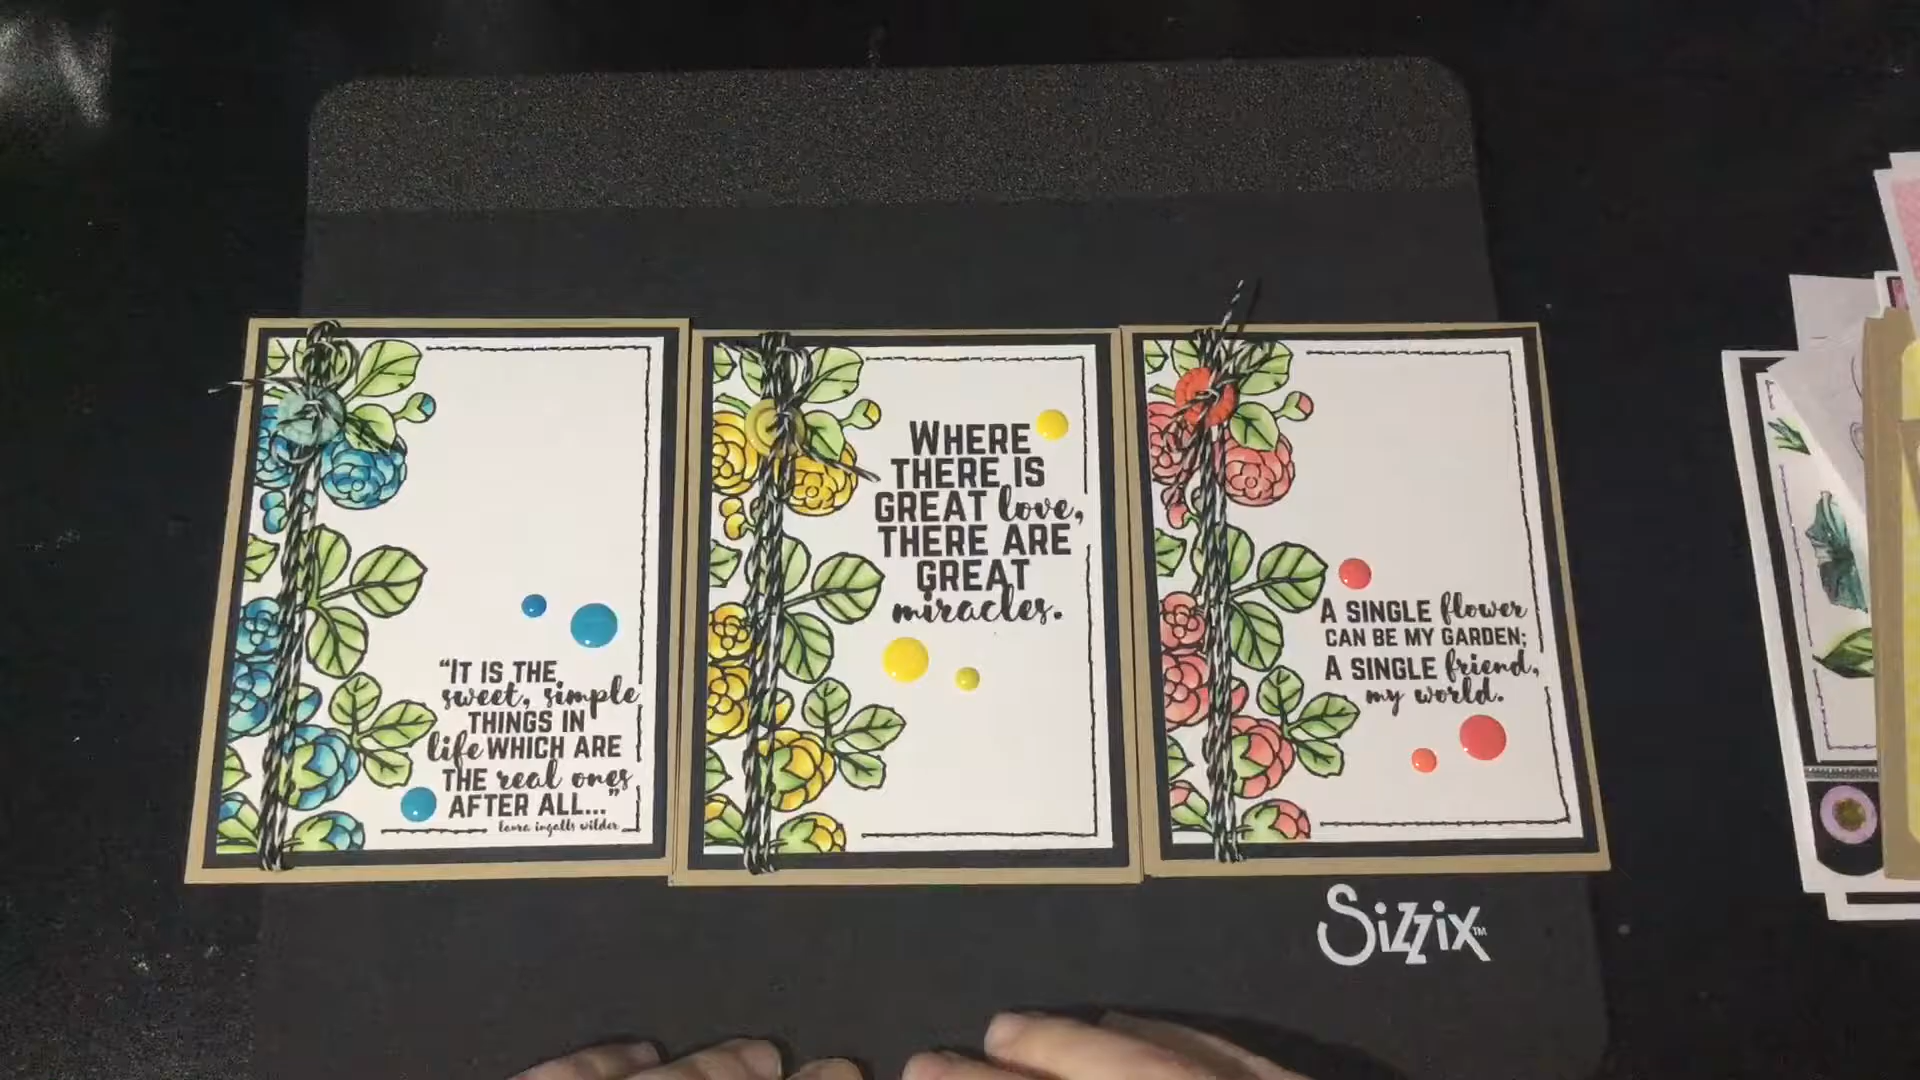 “IT IS THE
sweet, simple
THINGS IN
life WHICH ARE
THE real ones
AFTER ALL...”
laura ingalls wilder
WHERE
THERE IS
GREAT love,
THERE ARE
GREAT
miracles.
A SINGLE flower
CAN BE MY GARDEN;
A SINGLE friend,
my world.
Sizzix™